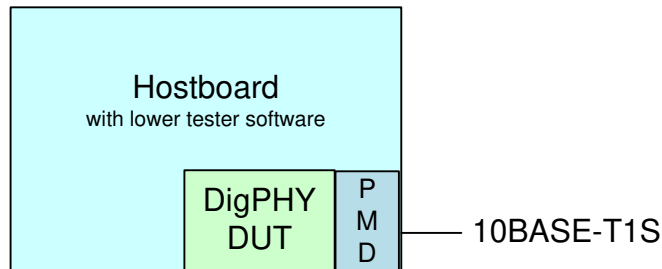 Hostboard
with lower tester software
DigPHY
DUT
P
M
D
10BASE-T1S